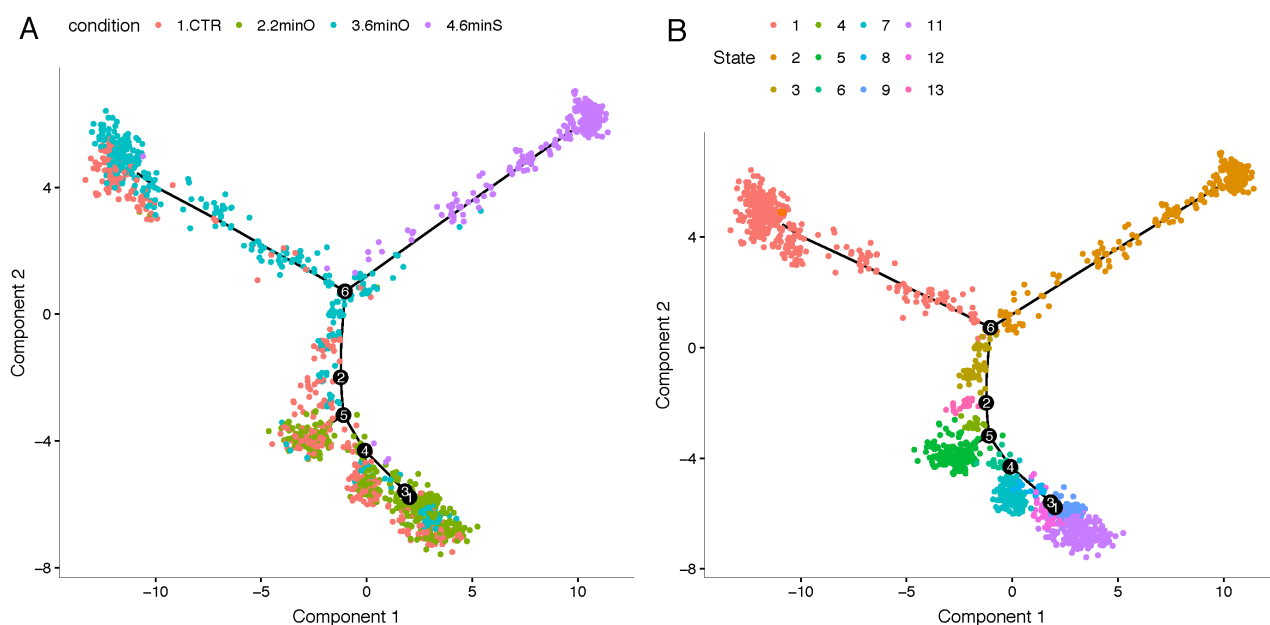 A
condition 1.CTR 2.2minO 3.6minO 4.6minS
4
0
−4
−8
−10 −5 0 5 10
Component 1
Component 2
6
2
5
4
3
1
B
State
1 4 7 11
2 5 8 12
3 6 9 13
4
0
−4
−8
−10 −5 0 5 10
Component 1
Component 2
6
2
5
4
3
1